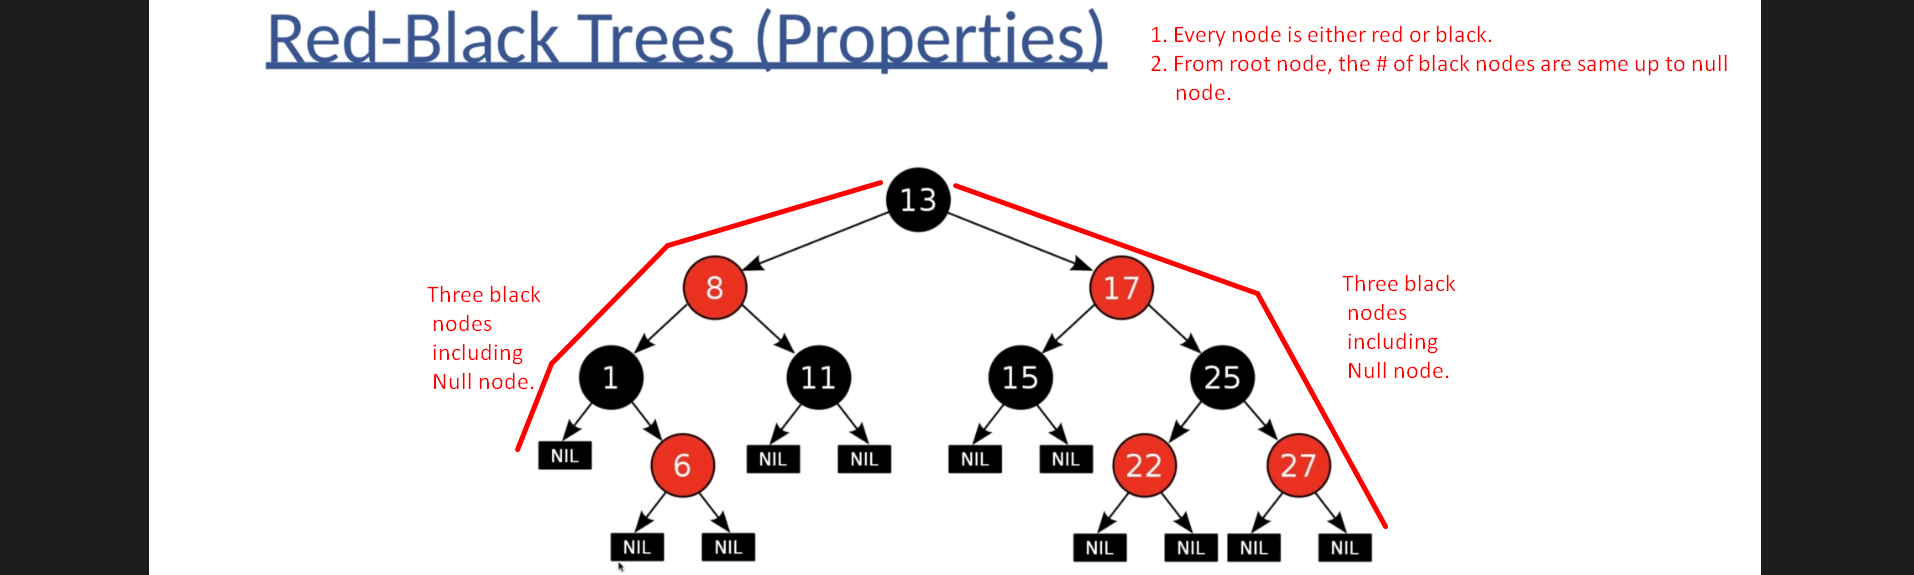 Red-Black Trees (Properties)
1. Every node is either red or black.
2. From root node, the # of black nodes are same up to null
node.
13
8
17
Three black
nodes
including
Null node.
Three black
nodes
including
Null node.
1
11
15
25
NIL
6
NIL
NIL
NIL
NIL
22
27
NIL
NIL
NIL
NIL
NIL
NIL